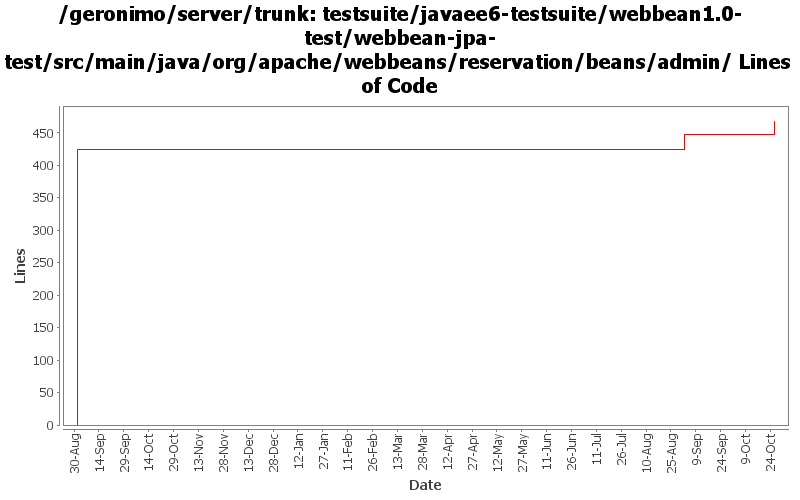 /geronimo/server/trunk: testsuite/javaee6-testsuite/webbean1.0-
test/webbean-jpa-
test/src/main/java/org/apache/webbeans/reservation/beans/admin/ Lines
of Code
Lines
450
400
350
300
250
200
150
100
50
0
30-Aug
14-Sep
29-Sep
14-Oct
29-Oct
13-Nov
28-Nov
13-Dec
28-Dec
12-Jan
27-Jan
11-Feb
26-Feb
13-Mar
28-Mar
12-Apr
27-Apr
12-May
27-May
11-Jun
26-Jun
11-Jul
26-Jul
10-Aug
25-Aug
9-Sep
24-Sep
9-Oct
24-Oct
Date